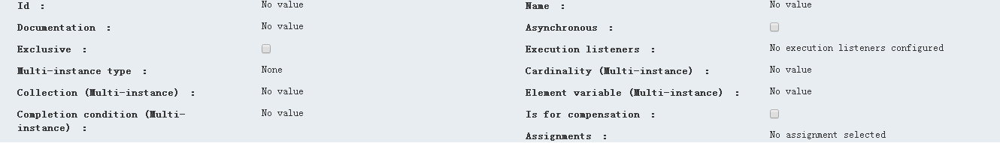 Id : No value Name : No value
Documentation : No value Asynchronous :
Exclusive : Execution listeners : No execution listeners configured
Multi-instance type : None Cardinality (Multi-instance) : No value
Collection (Multi-instance) : No value Element variable (Multi-instance) : No value
Completion condition (Multi- No value Is for compensation :
instance) :
Assignments : No assignment selected